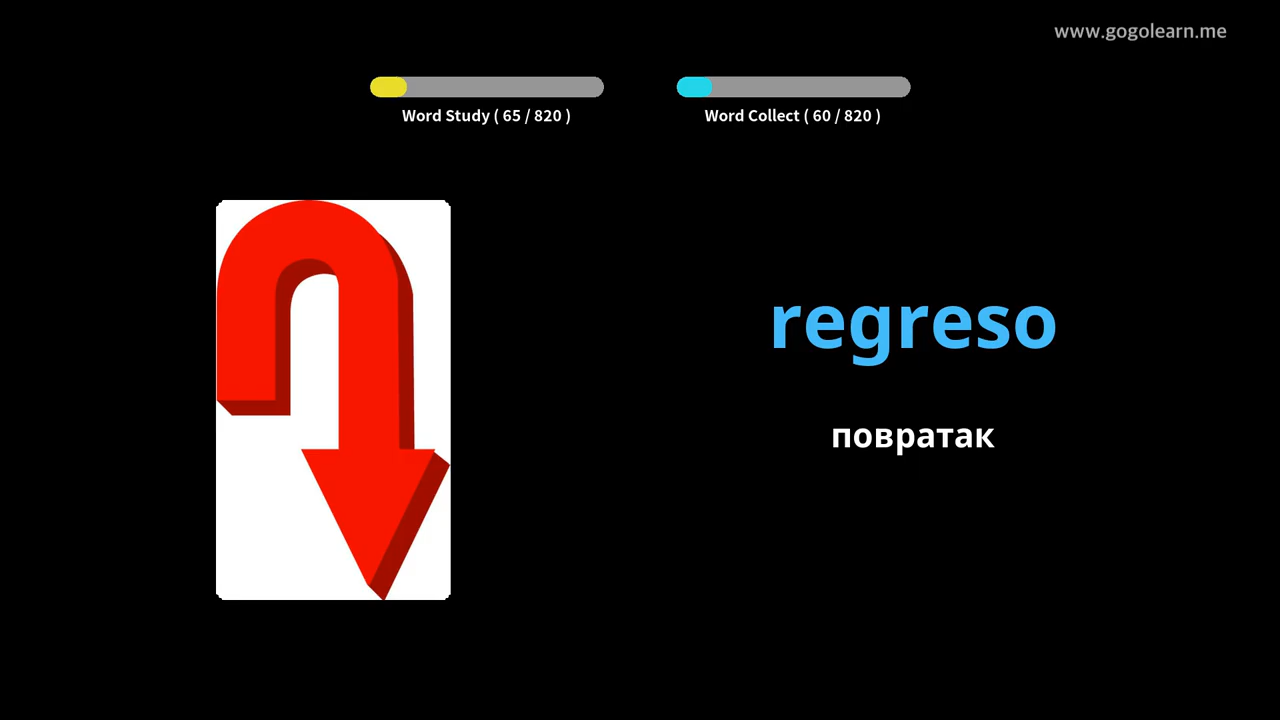 www.gogolearn.me
Word Study ( 65 / 820 )
Word Collect ( 60 / 820 )
regreso
повратак